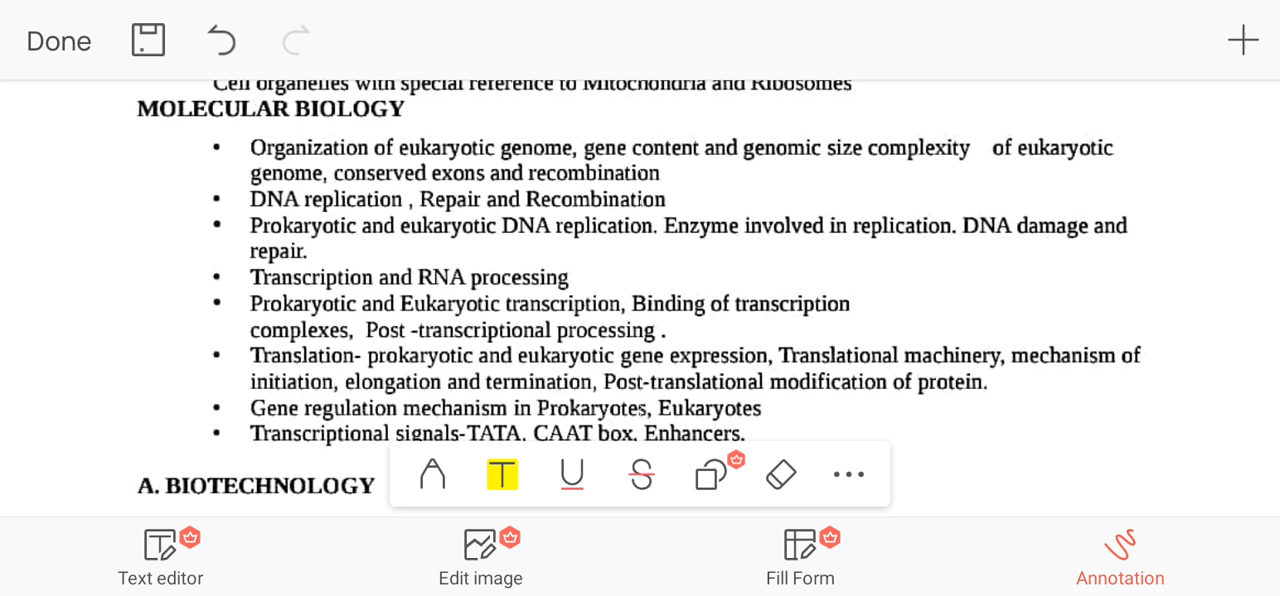 Done
Cell organelles with special reference to Mitochondria and Ribosomes
MOLECULAR BIOLOGY
• Organization of eukaryotic genome, gene content and genomic size complexity of eukaryotic
genome, conserved exons and recombination
• DNA replication , Repair and Recombination
• Prokaryotic and eukaryotic DNA replication. Enzyme involved in replication. DNA damage and
repair.
• Transcription and RNA processing
• Prokaryotic and Eukaryotic transcription, Binding of transcription
complexes, Post -transcriptional processing .
• Translation- prokaryotic and eukaryotic gene expression, Translational machinery, mechanism of
initiation, elongation and termination, Post-translational modification of protein.
• Gene regulation mechanism in Prokaryotes, Eukaryotes
• Transcriptional signals-TATA, CAAT box, Enhancers.
A. BIOTECHNOLOGY
T U S
Text editor Edit image Fill Form Annotation